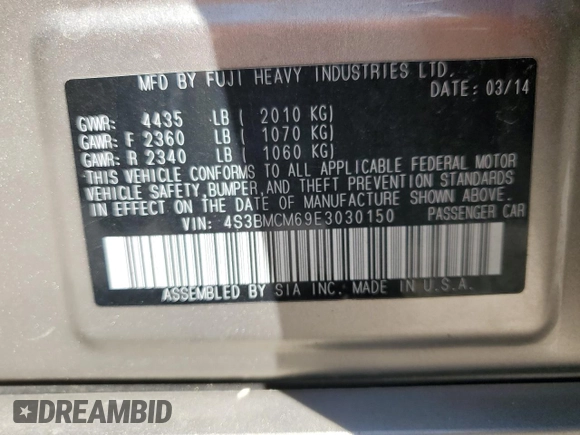 MFD BY FUJI HEAVY INDUSTRIES LTD.
DATE: 03/14
GVWR: 4435 LB ( 2010 KG)
GAWR: F 2360 LB ( 1070 KG)
GAWR: R 2340 LB ( 1060 KG)
THIS VEHICLE CONFORMS TO ALL APPLICABLE FEDERAL MOTOR
VEHICLE SAFETY, BUMPER, AND THEFT PREVENTION STANDARDS
IN EFFECT ON THE DATE OF MANUFACTURE SHOWN ABOVE.
VIN: 4S3BMCM69E3030150 PASSENGER CAR
ASSEMBLED BY SIA INC. MADE IN U.S.A.
DREAMBID